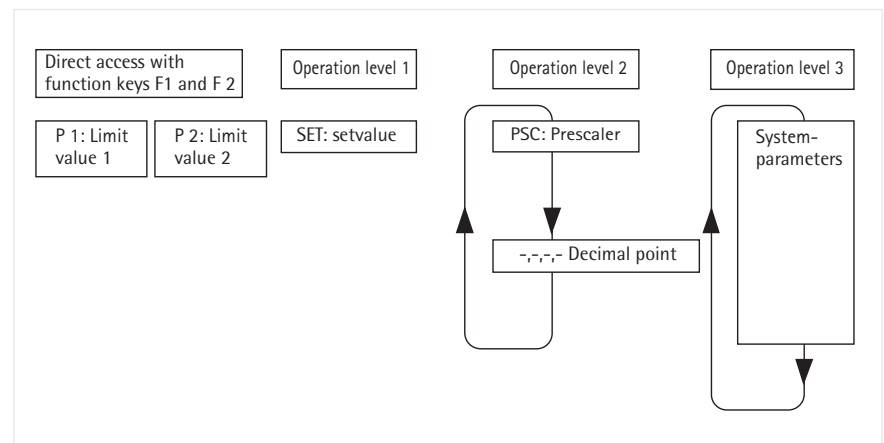 Direct access with
function keys F1 and F 2
Operation level 1
Operation level 2
Operation level 3
P 1: Limit
value 1
P 2: Limit
value 2
SET: setvalue
PSC: Prescaler
System-
parameters
-,-,-,- Decimal point